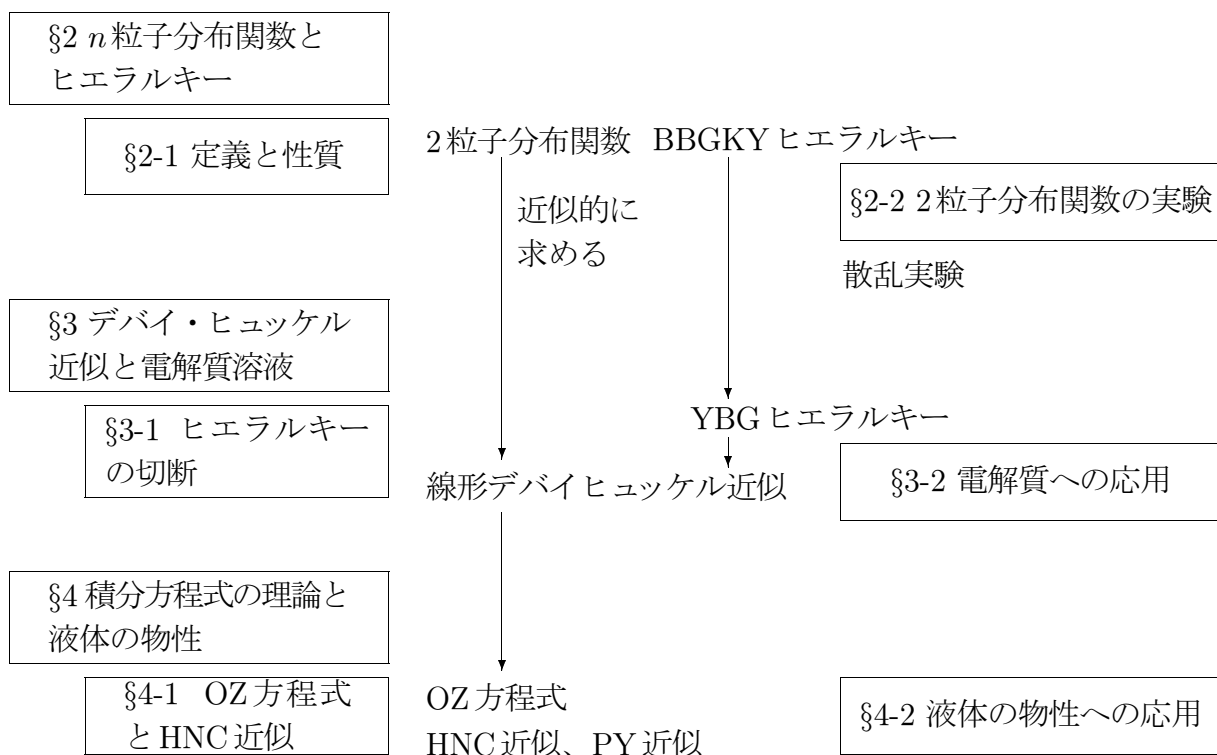 §2 n粒子分布関数と
ヒエラルキー
§2-1 定義と性質
2粒子分布関数 BBGKYヒエラルキー
§2-2 2粒子分布関数の実験
近似的に
求める
散乱実験
§3 デバイ・ヒュッケル
近似と電解質溶液
§3-1 ヒエラルキー
の切断
YBGヒエラルキー
線形デバイヒュッケル近似
§3-2 電解質への応用
§4 積分方程式の理論と
液体の物性
§4-1 OZ方程式
とHNC近似
OZ方程式
HNC近似、PY近似
§4-2 液体の物性への応用